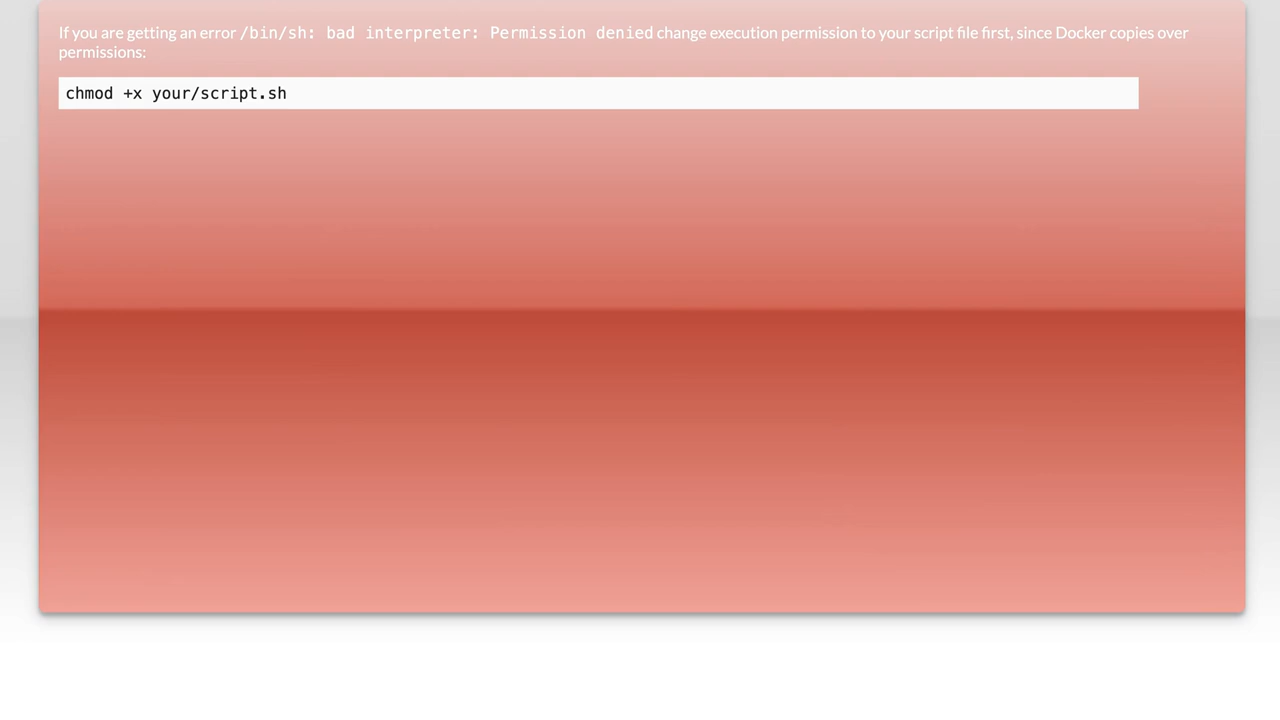 If you are getting an error /bin/sh: bad interpreter: Permission denied change execution permission to your script file first, since Docker copies over
permissions:
chmod +x your/script.sh